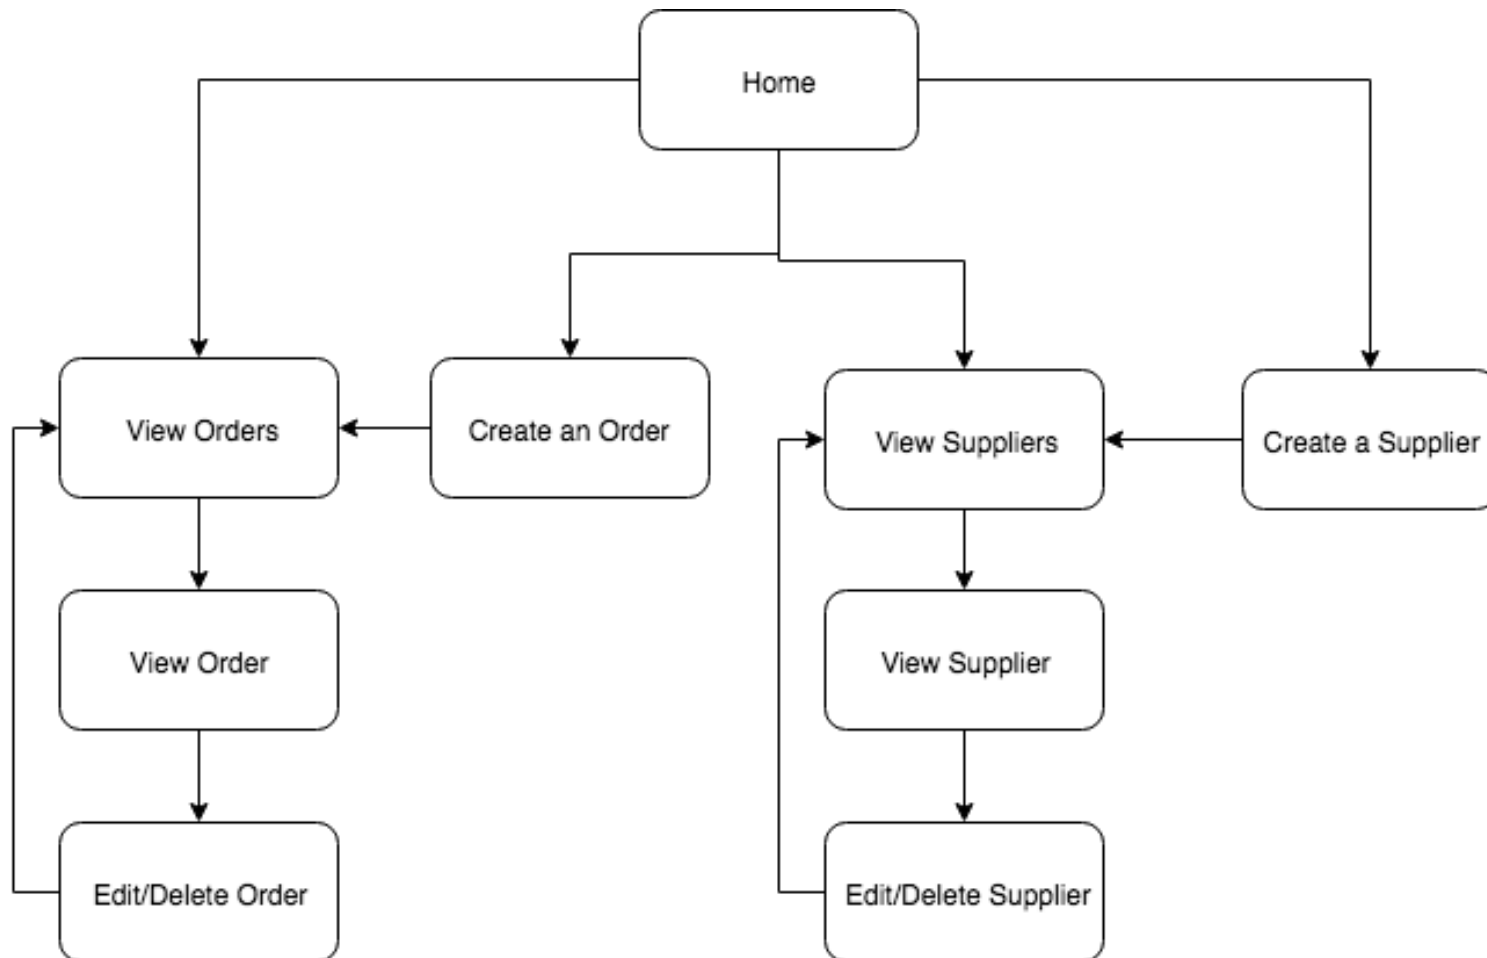 Home
View Orders
Create an Order
View Suppliers
Create a Supplier
View Order
View Supplier
Edit/Delete Order
Edit/Delete Supplier